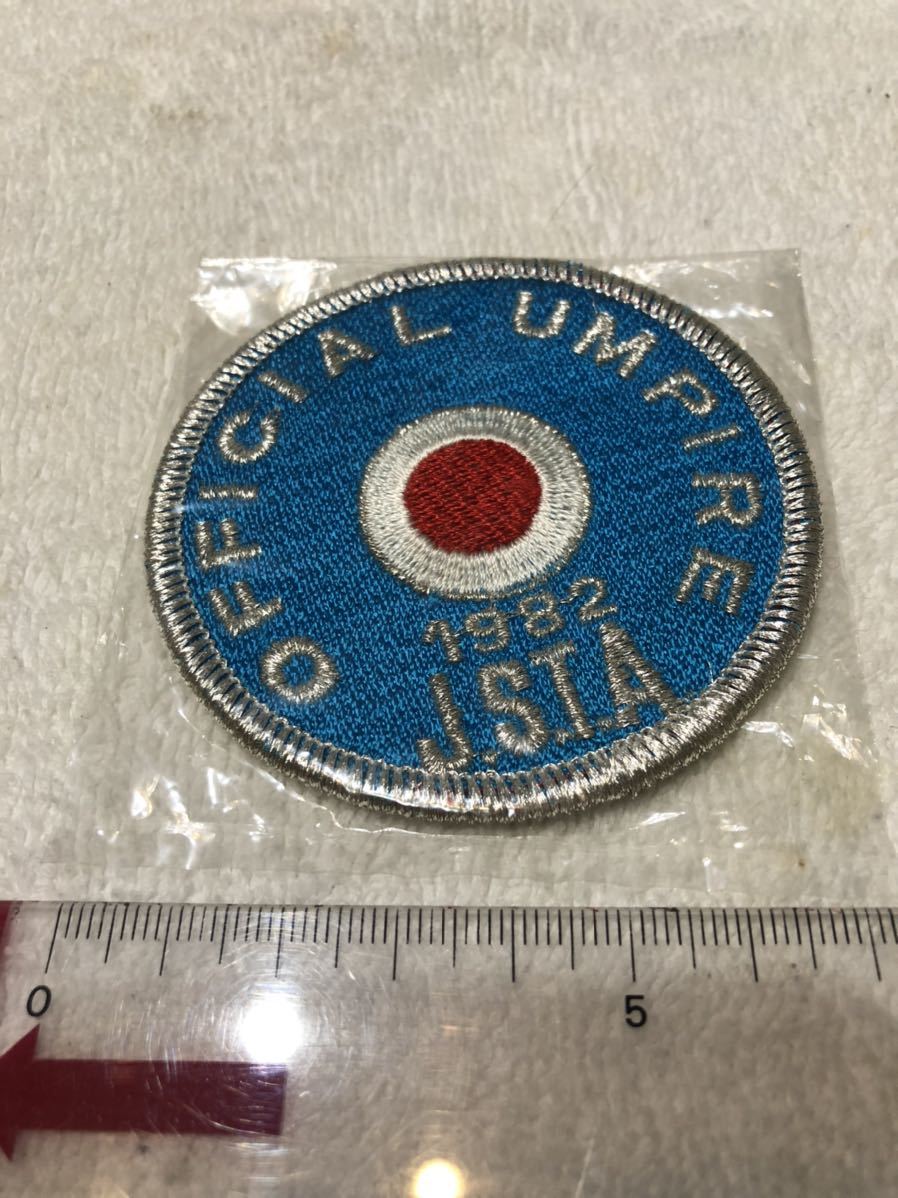 OFFICIAL UMPIRE
1982
J.S.T.A
0 5